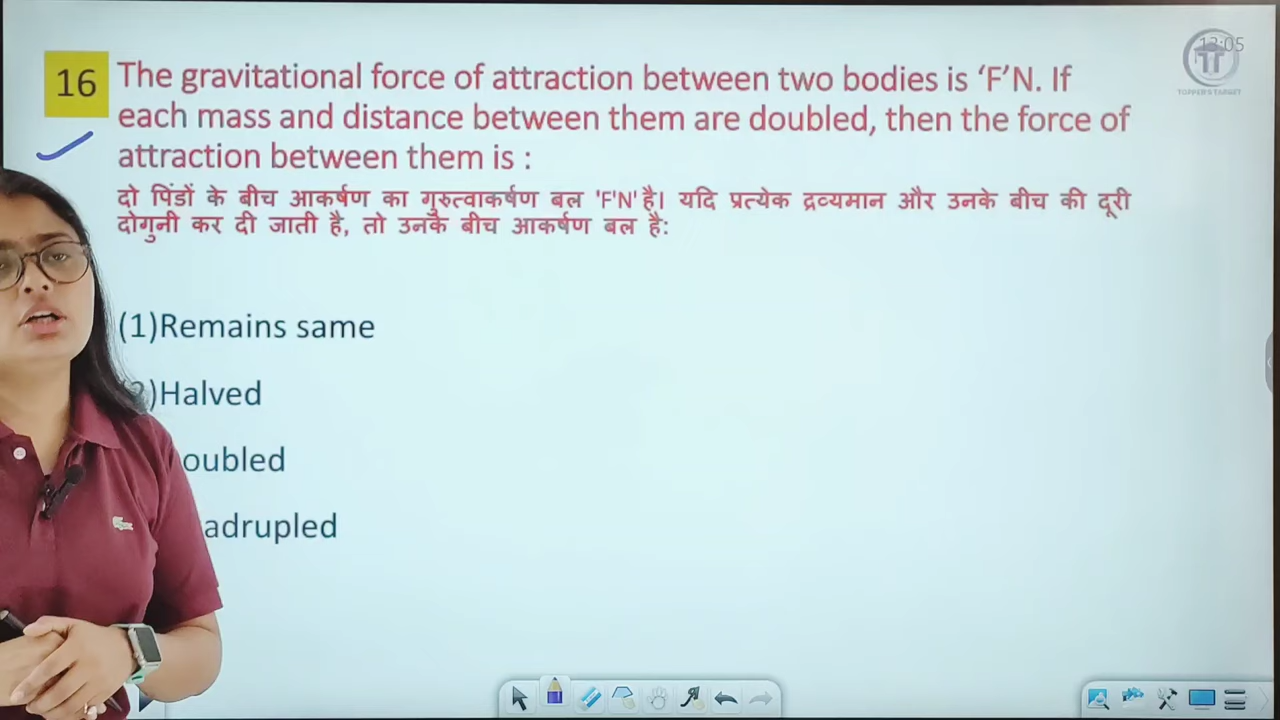 16
The gravitational force of attraction between two bodies is ‘F’N. If
each mass and distance between them are doubled, then the force of
attraction between them is :
दो पिंडों के बीच आकर्षण का गुरुत्वाकर्षण बल 'F'N' है। यदि प्रत्येक द्रव्यमान और उनके बीच की दूरी
दोगुनी कर दी जाती है, तो उनके बीच आकर्षण बल है:
(1)Remains same
)Halved
oubled
adrupled
TOPPER'S TARGET